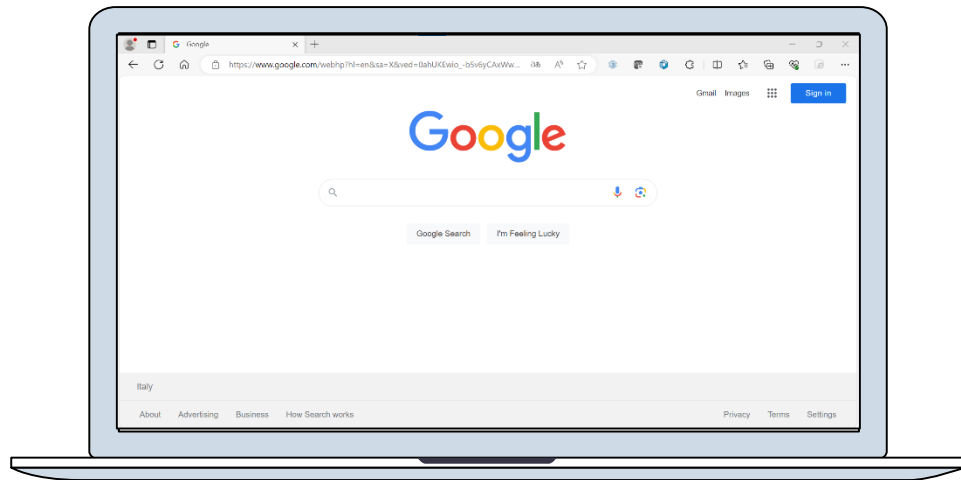 Google
https://www.google.com/webhp?hl=en&sa=X&ved=0ahUKEwio_-b5v6yCAxWw...
Gmail Images Sign in
Google
Google Search I'm Feeling Lucky
Italy
About Advertising Business How Search works Privacy Terms Settings